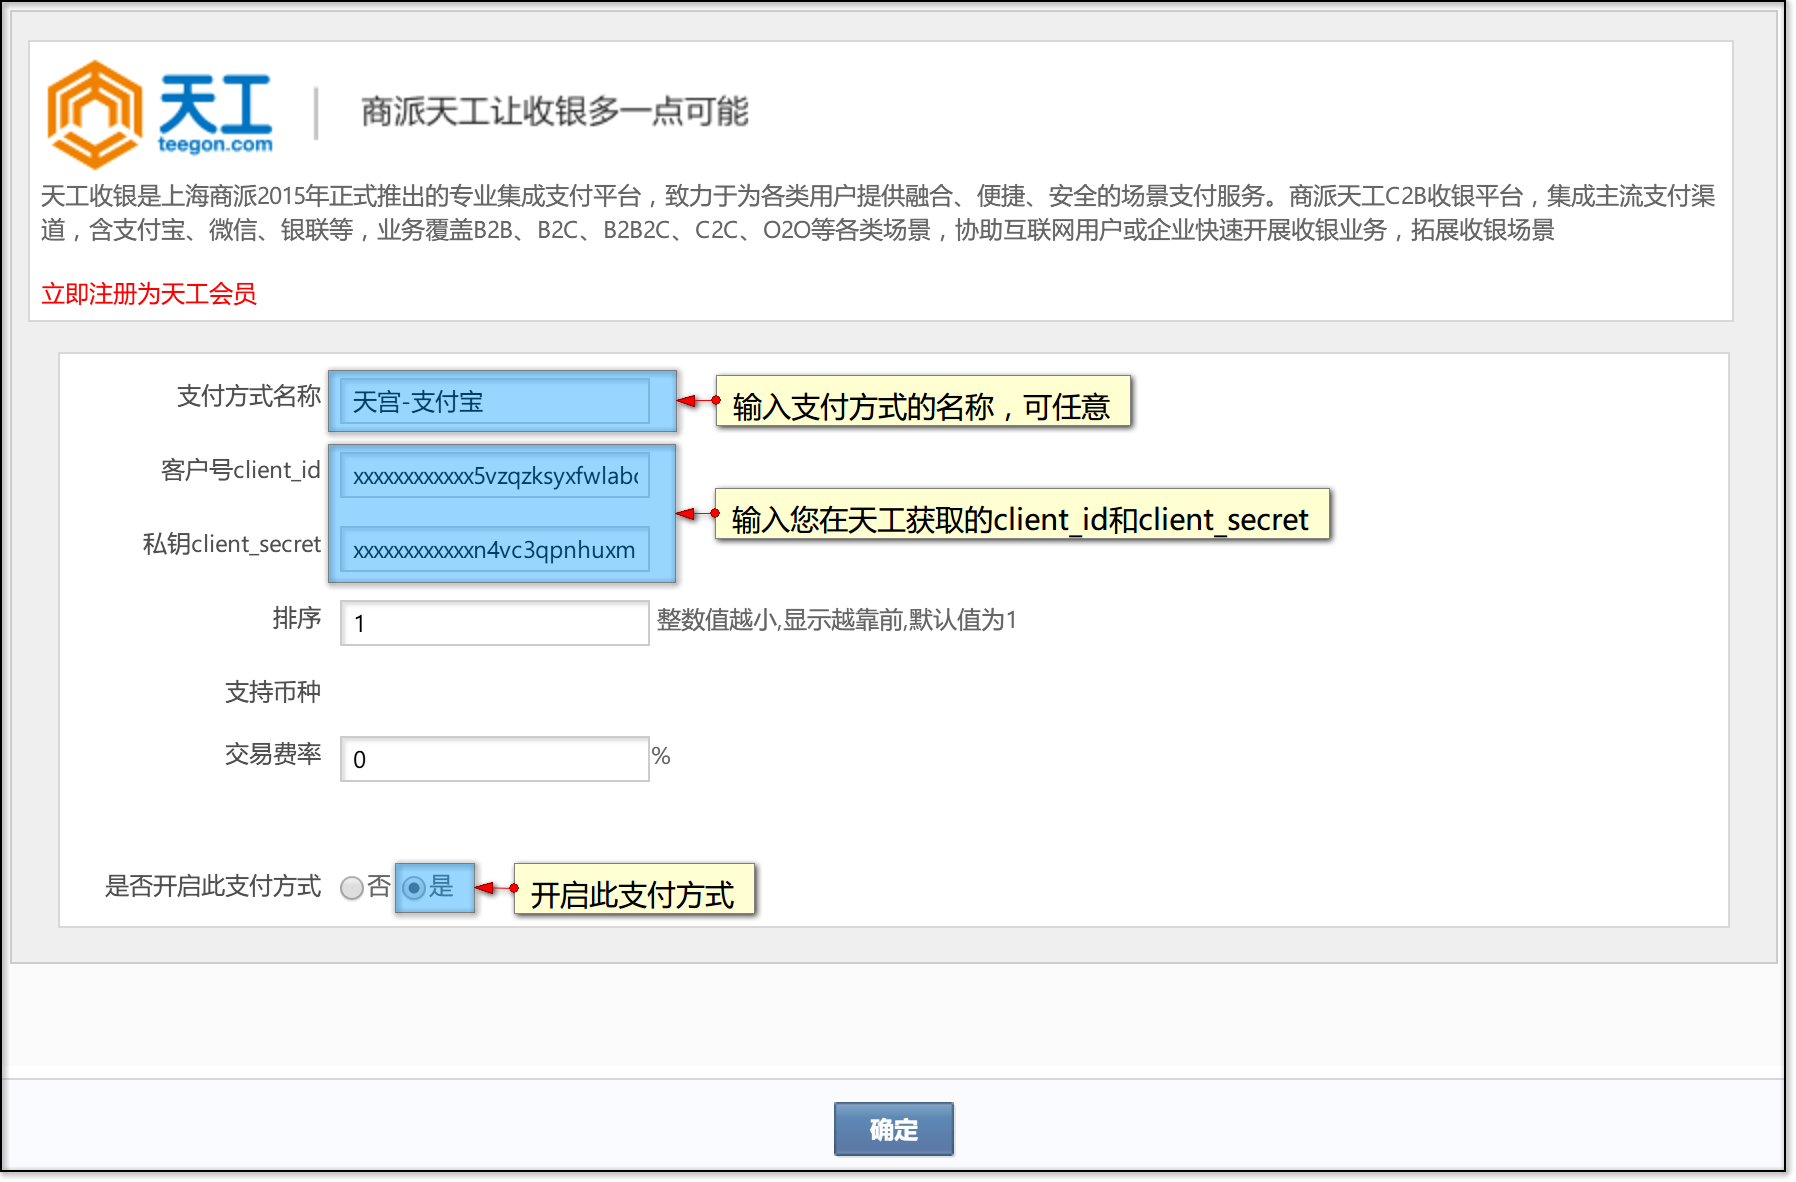 天工
teegon.com
商派天工让收银多一点可能
天工收银是上海商派2015年正式推出的专业集成支付平台，致力于为各类用户提供融合、便捷、安全的场景支付服务。商派天工C2B收银平台，集成主流支付渠
道，含支付宝、微信、银联等，业务覆盖B2B、B2C、B2B2C、C2C、O2O等各类场景，协助互联网用户或企业快速开展收银业务，拓展收银场景
立即注册为天工会员
支付方式名称 天宫-支付宝 输入支付方式的名称，可任意
客户号client_id xxxxxxxxxxxx5vzqzksyxfwlabc
输入您在天工获取的client_id和client_secret
私钥client_secret xxxxxxxxxxxxn4vc3qpnhuxm
排序 1 整数值越小,显示越靠前,默认值为1
支持币种
交易费率 0 %
是否开启此支付方式 否 是 开启此支付方式
确定